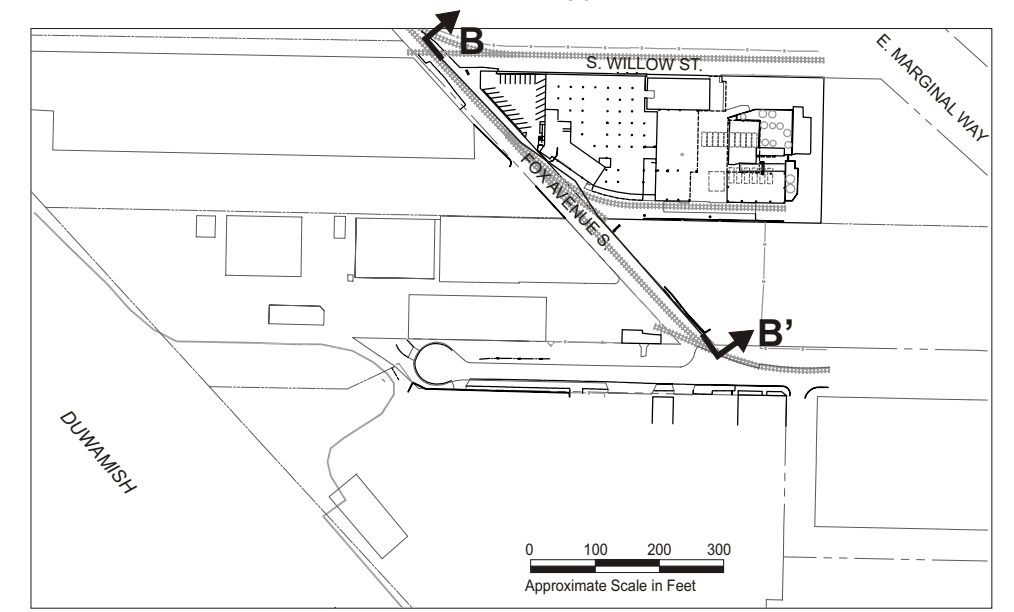 B
S. WILLOW ST.
E. MARGINAL WAY
FOX AVENUE S.
B’
DUWAMISH
0 100 200 300
Approximate Scale in Feet